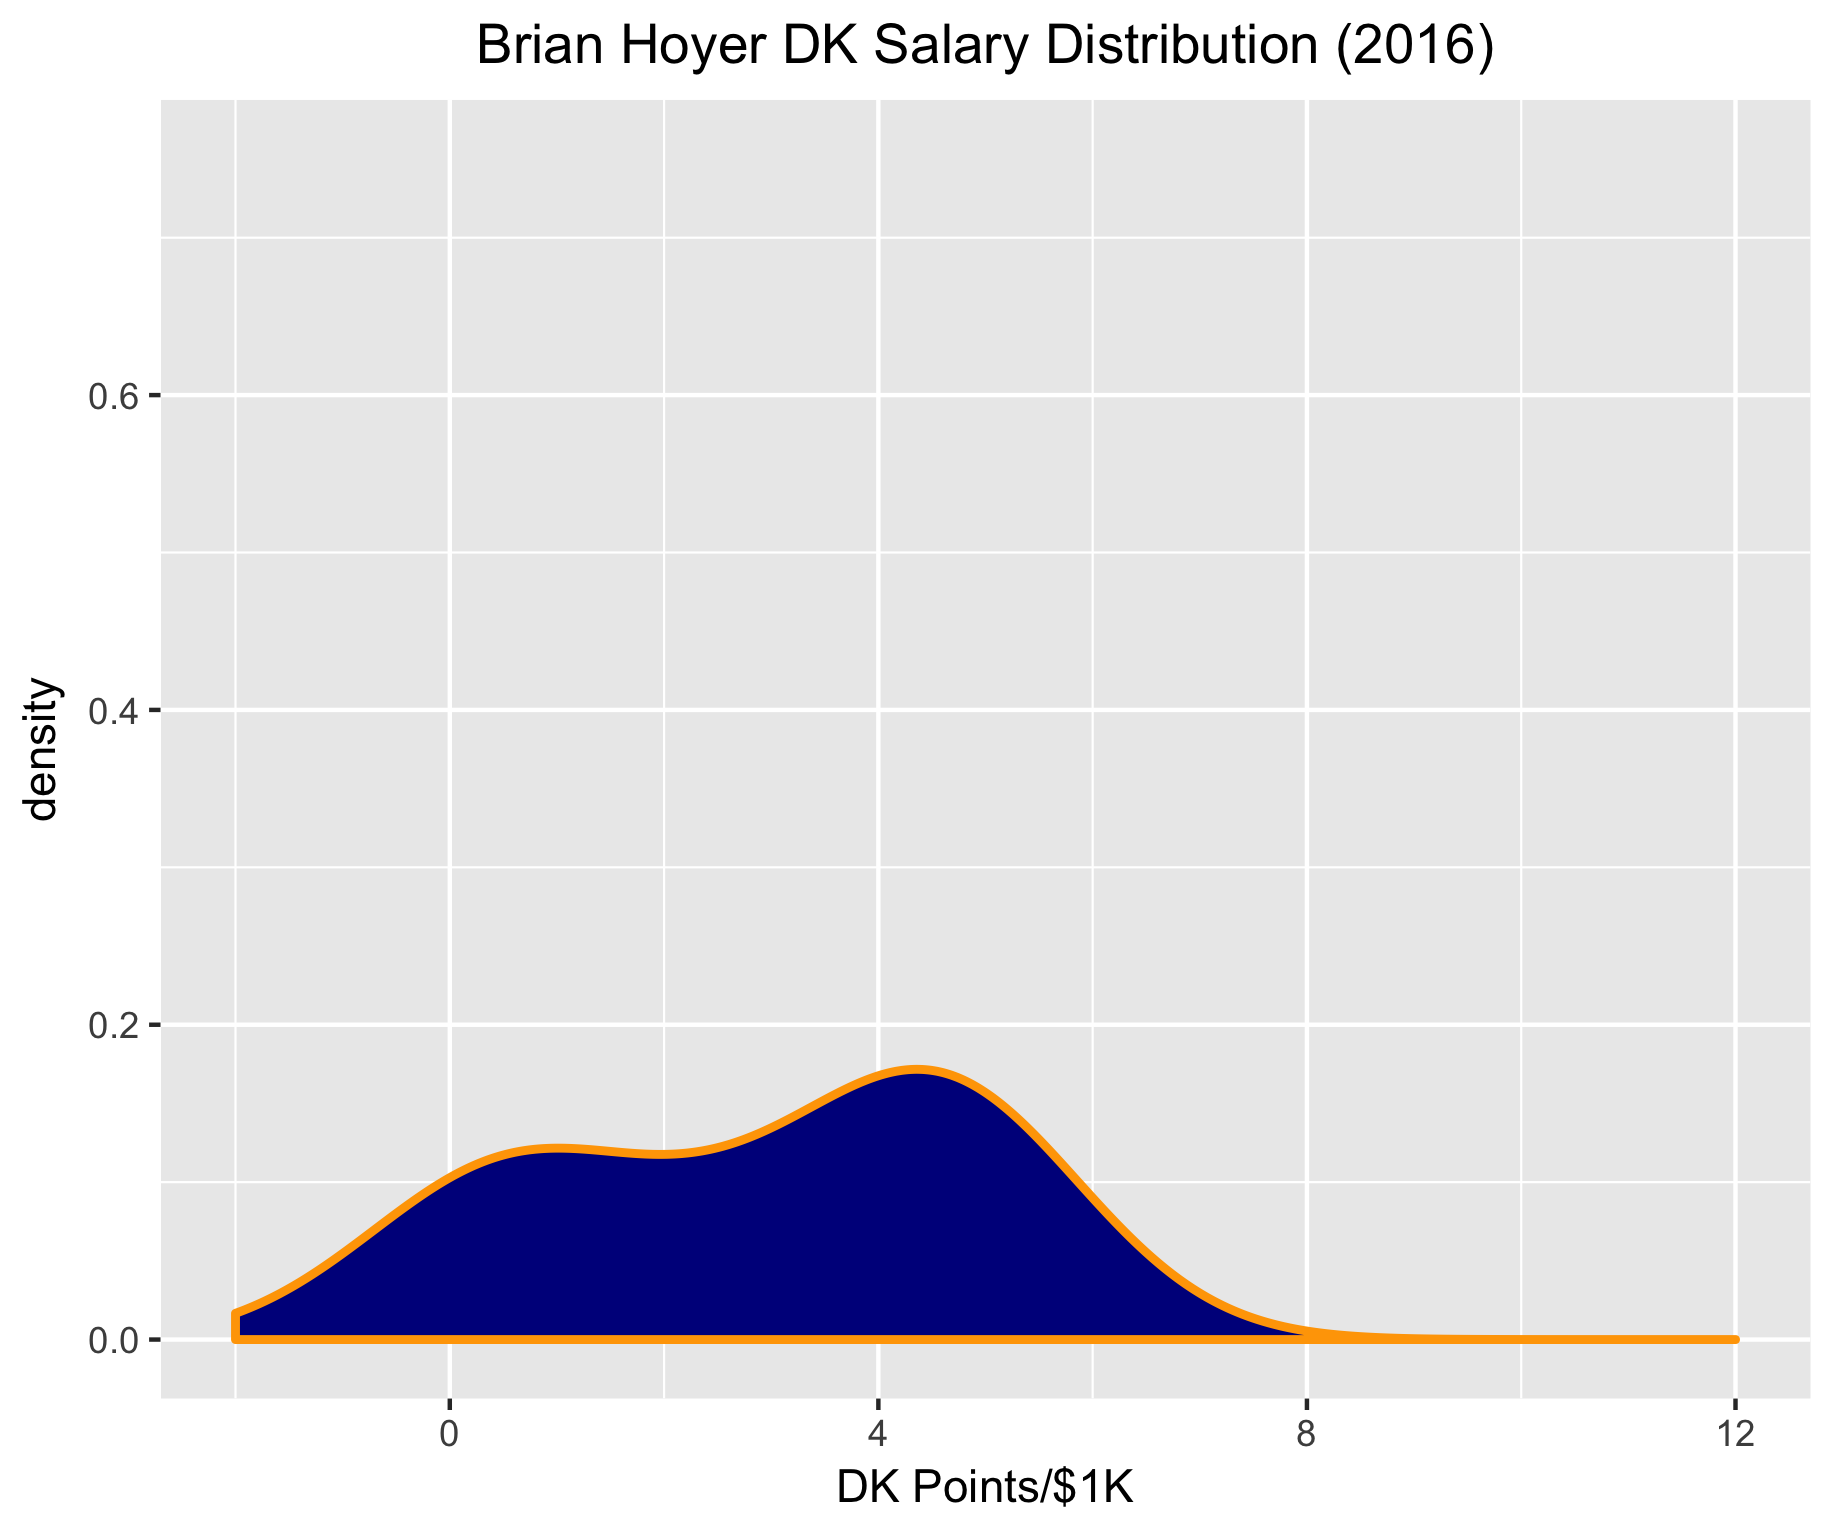 Brian Hoyer DK Salary Distribution (2016)
density
0.6
0.4
0.2
0.0
0 4 8 12
DK Points/$1K